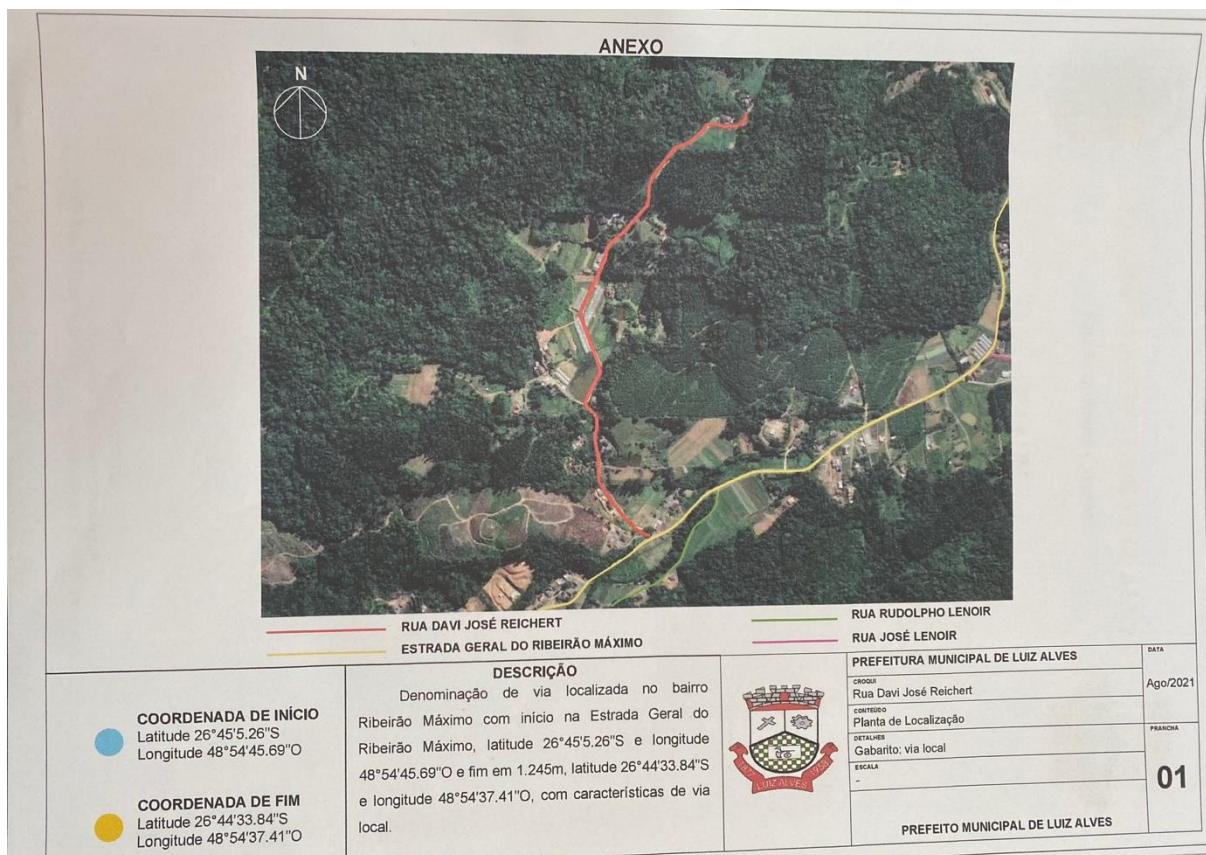 ANEXO
N
RUA DAVI JOSÉ REICHERT
ESTRADA GERAL DO RIBEIRÃO MÁXIMO
RUA RUDOLPHO LENOIR
RUA JOSÉ LENOIR
COORDENADA DE INÍCIO
Latitude 26°45'5.26"S
Longitude 48°54'45.69"O
COORDENADA DE FIM
Latitude 26°44'33.84"S
Longitude 48°54'37.41"O
DESCRIÇÃO
Denominação de via localizada no bairro
Ribeirão Máximo com início na Estrada Geral do
Ribeirão Máximo, latitude 26°45'5.26"S e longitude
48°54'45.69"O e fim em 1.245m, latitude 26°44'33.84"S
e longitude 48°54'37.41"O, com características de via
local.
LUIZ ALVES
1958
PREFEITURA MUNICIPAL DE LUIZ ALVES
CROQUI
Rua Davi José Reichert
CONTEÚDO
Planta de Localização
DETALHES
Gabarito: via local
ESCALA
-
PREFEITO MUNICIPAL DE LUIZ ALVES
DATA
Ago/2021
PRANCHA
01